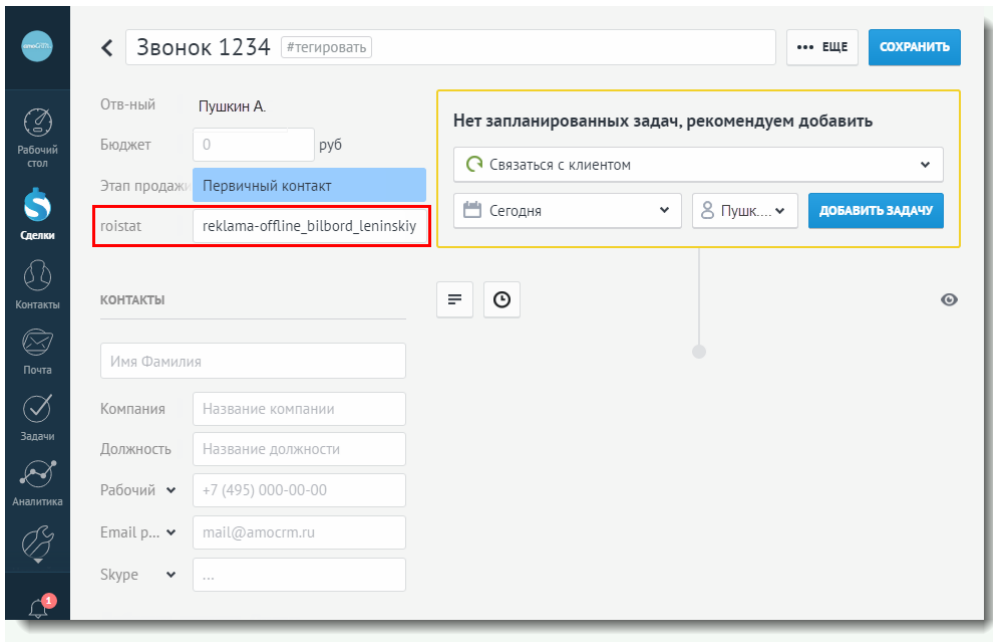 amoCRM.
Звонок 1234 #тегировать
••• ЕЩЕ
СОХРАНИТЬ
Рабочий
стол
Сделки
Контакты
Почта
Задачи
Аналитика
1
Отв-ный Пушкин А.
Бюджет 0 руб
Этап продажи Первичный контакт
roistat reklama-offline_bilbord_leninskiy
Нет запланированных задач, рекомендуем добавить
Связаться с клиентом
Сегодня Пушк.... ДОБАВИТЬ ЗАДАЧУ
КОНТАКТЫ
Имя Фамилия
Компания Название компании
Должность Название должности
Рабочий +7 (495) 000-00-00
Email р... mail@amocrm.ru
Skype ...